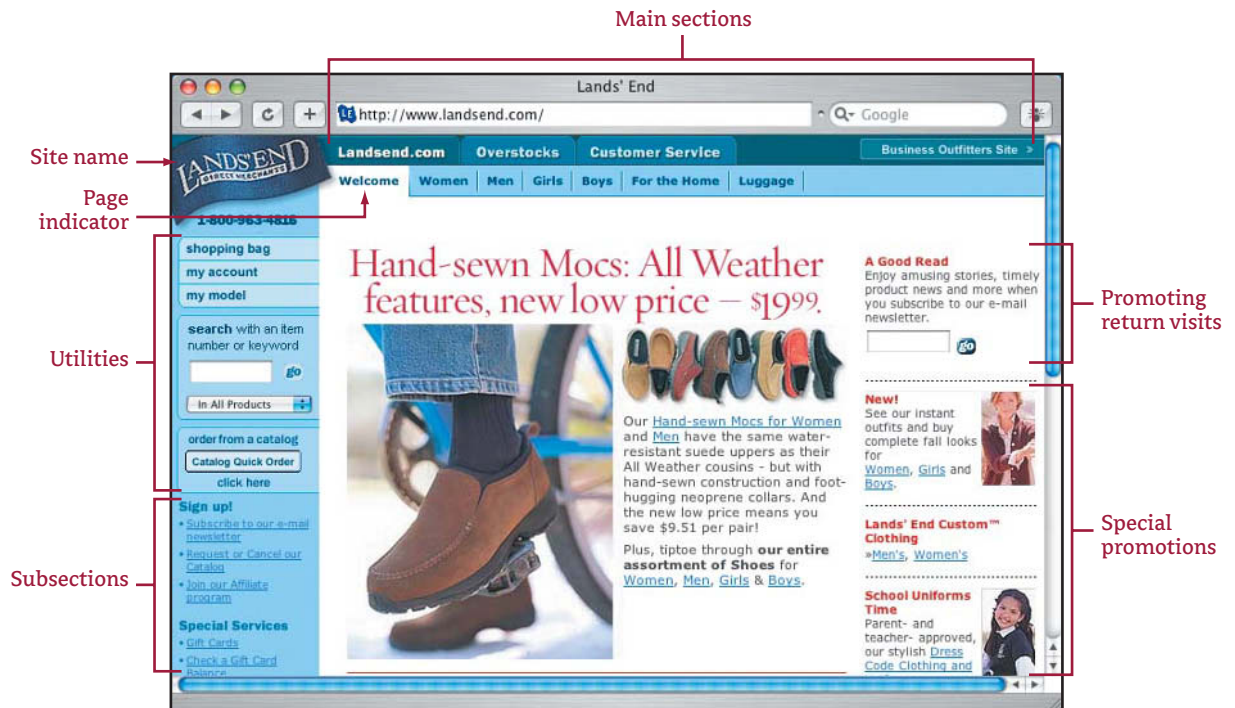 Main sections
Lands' End
http://www.landsend.com/
Google
Site name
LANDS' END
DIRECT MERCHANTS
Landsend.com Overstocks Customer Service Business Outfitters Site >
Page
indicator
Welcome Women Men Girls Boys For the Home Luggage
1-800-963-4816
Utilities
shopping bag
my account
my model
search with an item
number or keyword
go
In All Products
order from a catalog
Catalog Quick Order
click here
Subsections
Sign up!
• Subscribe to our e-mail
newsletter
• Request or Cancel our
Catalog
• Join our Affiliate
program
Special Services
• Gift Cards
• Check a Gift Card
Balance
Hand-sewn Mocs: All Weather
features, new low price – $19.99.
Our Hand-sewn Mocs for Women
and Men have the same water-
resistant suede uppers as their
All Weather cousins - but with
hand-sewn construction and foot-
hugging neoprene collars. And
the new low price means you
save $9.51 per pair!
Plus, tiptoe through our entire
assortment of Shoes for
Women, Men, Girls & Boys.
Promoting
return visits
A Good Read
Enjoy amusing stories, timely
product news and more when
you subscribe to our e-mail
newsletter.
go
Special
promotions
New!
See our instant
outfits and buy
complete fall looks
for
Women, Girls and
Boys.
Lands' End Custom™
Clothing
»Men's, Women's
School Uniforms
Time
Parent- and
teacher- approved,
our stylish Dress
Code Clothing and